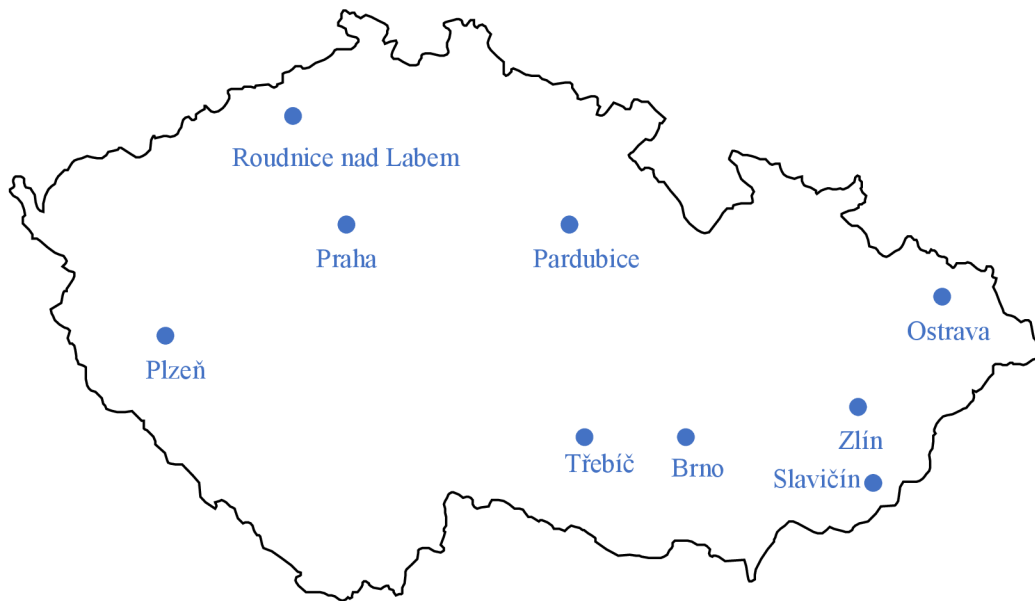 Roudnice nad Labem
Praha
Pardubice
Ostrava
Plzeň
Zlín
Třebíč
Brno
Slavičín